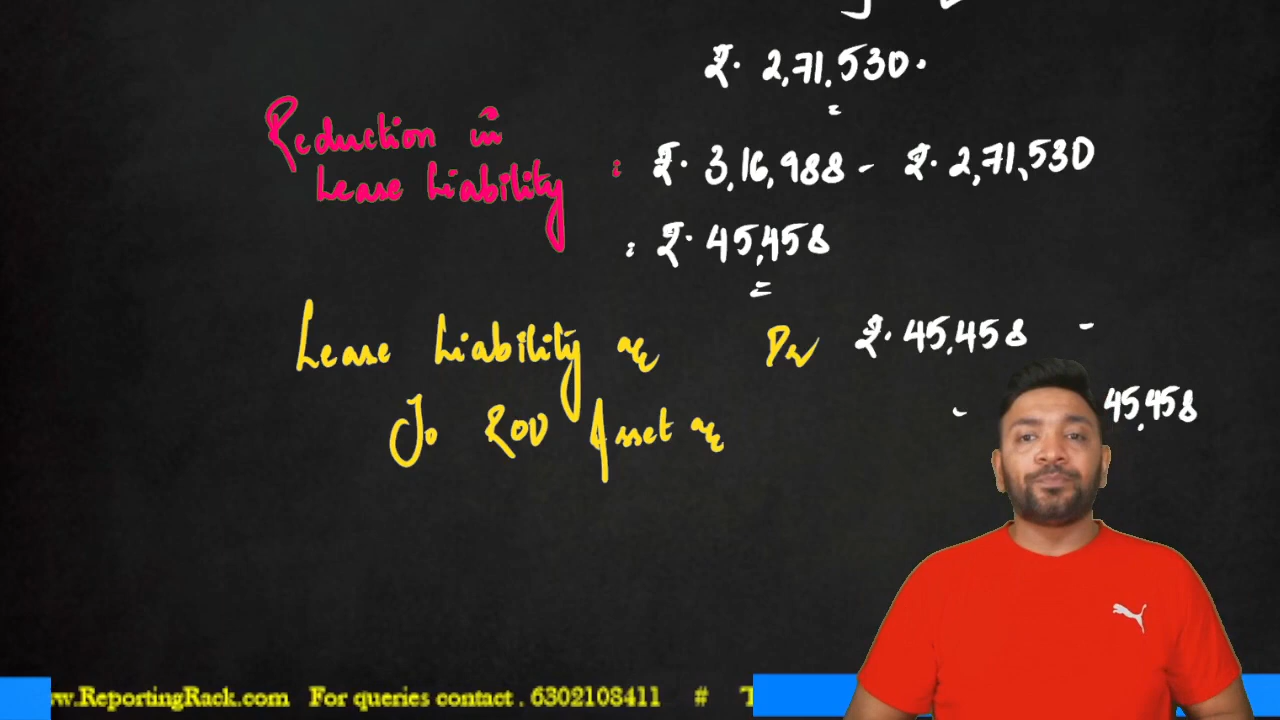 ₹. 2,71,530.
Reduction in
Lease Liability : ₹. 3,16,988 - ₹. 2,71,530
: ₹. 45,458
Lease Liability a/c Dr ₹. 45,458 -
To ROU Asset a/c - 45,458
w.ReportingRack.com For queries contact . 6302108411 # T